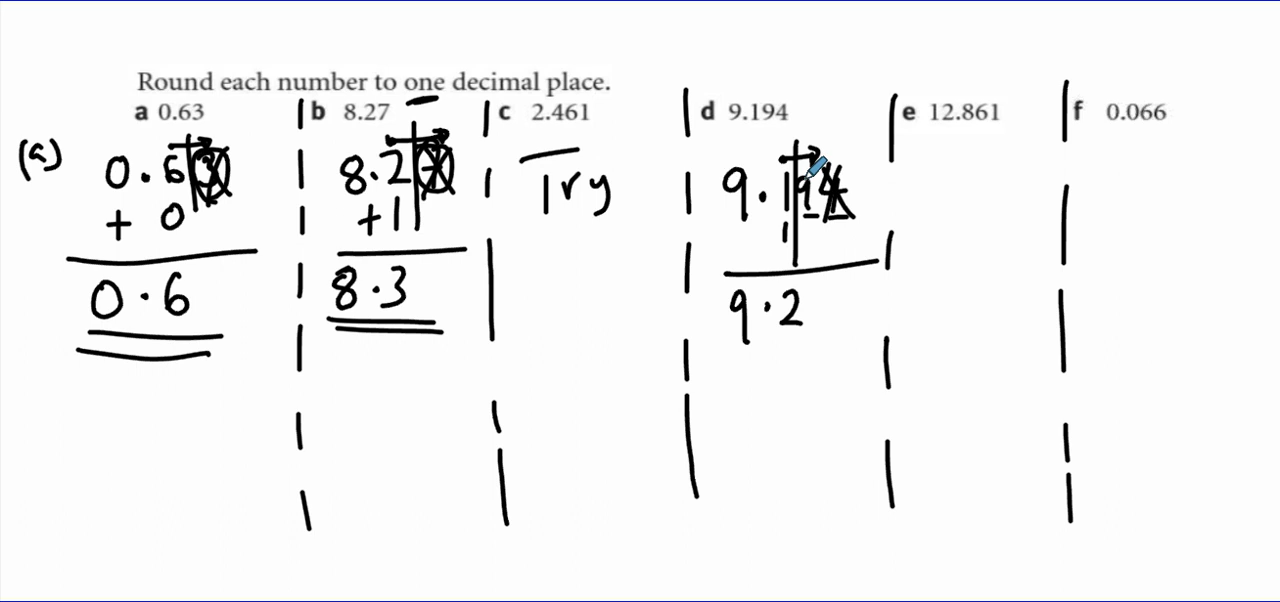 Round each number to one decimal place.
a 0.63 b 8.27 c 2.461 d 9.194 e 12.861 f 0.066
(a) 0.63 8.27 Try 9.194
+ 0 +1 1
0.6 8.3 9.2